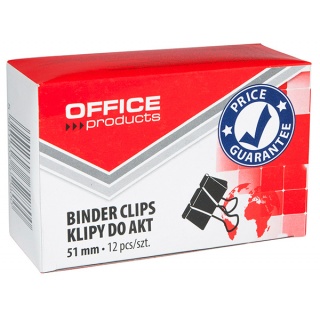 OFFICE
products
PRICE
GUARANTEE
BINDER CLIPS
KLIPY DO AKT
51 mm • 12 pcs/szt.